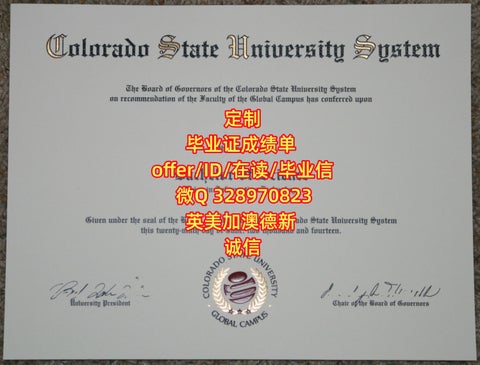 Colorado State University System
The Board of Governors of the Colorado State University System
on recommendation of the Faculty of the Global Campus has conferred upon
定制
毕业证成绩单
offer/ID/在读/毕业信
微Q 328970823
英美加澳德新
诚信
Given under the seal of the State University System
this two thousand and fourteen.
COLORADO STATE UNIVERSITY
GLOBAL CAMPUS
University President
Chair of the Board of Governors